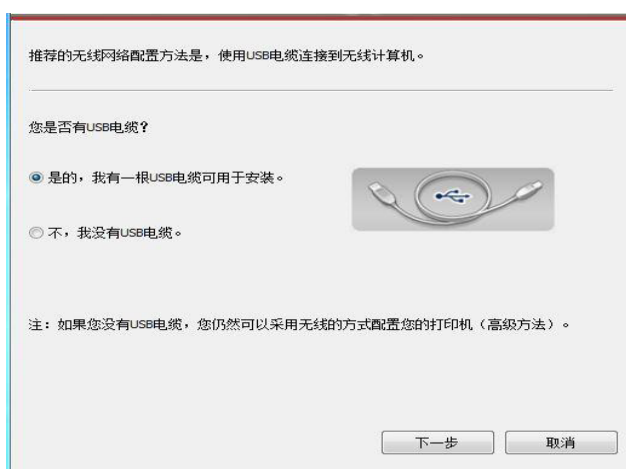 推荐的无线网络配置方法是，使用USB电缆连接到无线计算机。
您是否有USB电缆？
是的，我有一根USB电缆可用于安装。
不，我没有USB电缆。
注：如果您没有USB电缆，您仍然可以采用无线的方式配置您的打印机（高级方法）。
下一步
取消